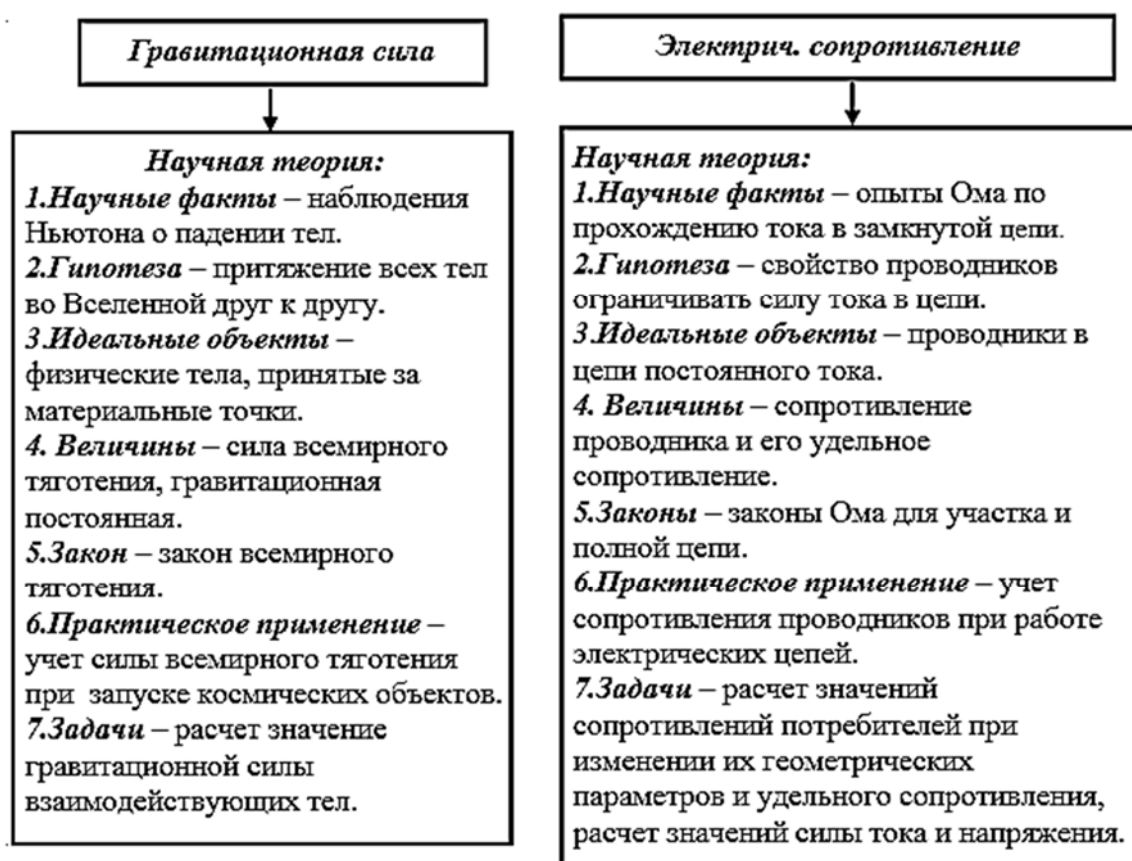 Гравитационная сила
Научная теория:
1.Научные факты – наблюдения
Ньютона о падении тел.
2.Гипотеза – притяжение всех тел
во Вселенной друг к другу.
3.Идеальные объекты –
физические тела, принятые за
материальные точки.
4. Величины – сила всемирного
тяготения, гравитационная
постоянная.
5.Закон – закон всемирного
тяготения.
6.Практическое применение –
учет силы всемирного тяготения
при запуске космических объектов.
7.Задачи – расчет значение
гравитационной силы
взаимодействующих тел.
Электрич. сопротивление
Научная теория:
1.Научные факты – опыты Ома по
прохождению тока в замкнутой цепи.
2.Гипотеза – свойство проводников
ограничивать силу тока в цепи.
3.Идеальные объекты – проводники в
цепи постоянного тока.
4. Величины – сопротивление
проводника и его удельное
сопротивление.
5.Законы – законы Ома для участка и
полной цепи.
6.Практическое применение – учет
сопротивления проводников при работе
электрических цепей.
7.Задачи – расчет значений
сопротивлений потребителей при
изменении их геометрических
параметров и удельного сопротивления,
расчет значений силы тока и напряжения.